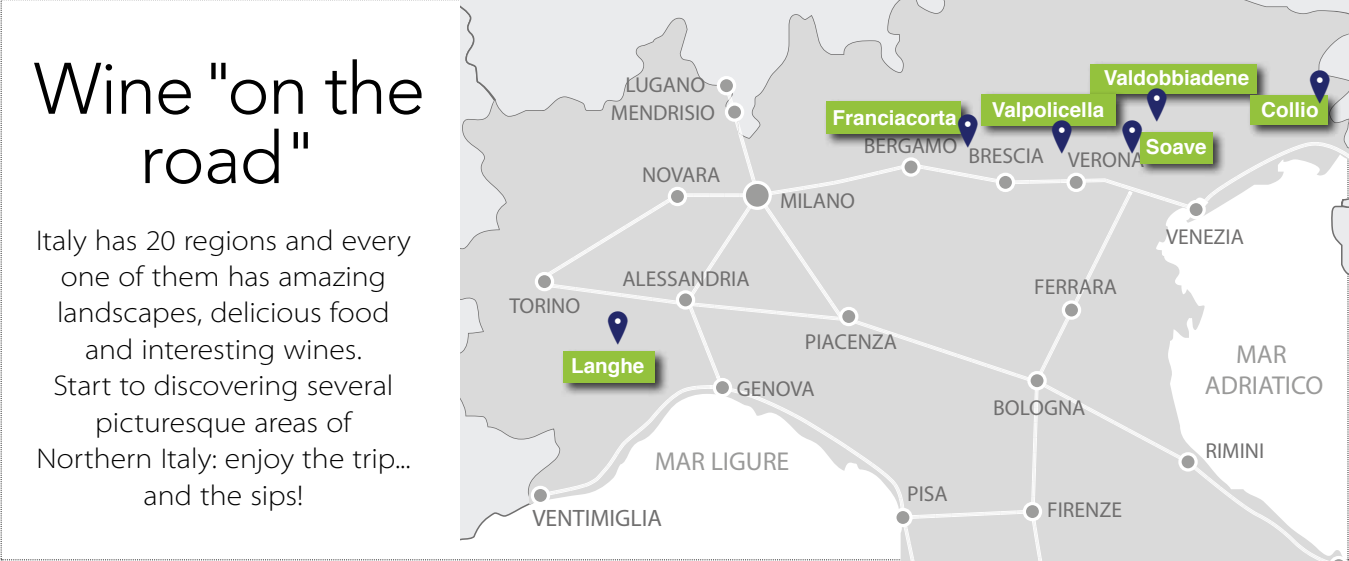 Wine "on the
road"
Italy has 20 regions and every
one of them has amazing
landscapes, delicious food
and interesting wines.
Start to discovering several
picturesque areas of
Northern Italy: enjoy the trip...
and the sips!
LUGANO
MENDRISIO
Valdobbiadene
Franciacorta
Valpolicella
Collio
BERGAMO
BRESCIA
VERONA
Soave
NOVARA
MILANO
VENEZIA
TORINO
ALESSANDRIA
FERRARA
PIACENZA
Langhe
GENOVA
BOLOGNA
MAR
ADRIATICO
MAR LIGURE
RIMINI
PISA
FIRENZE
VENTIMIGLIA